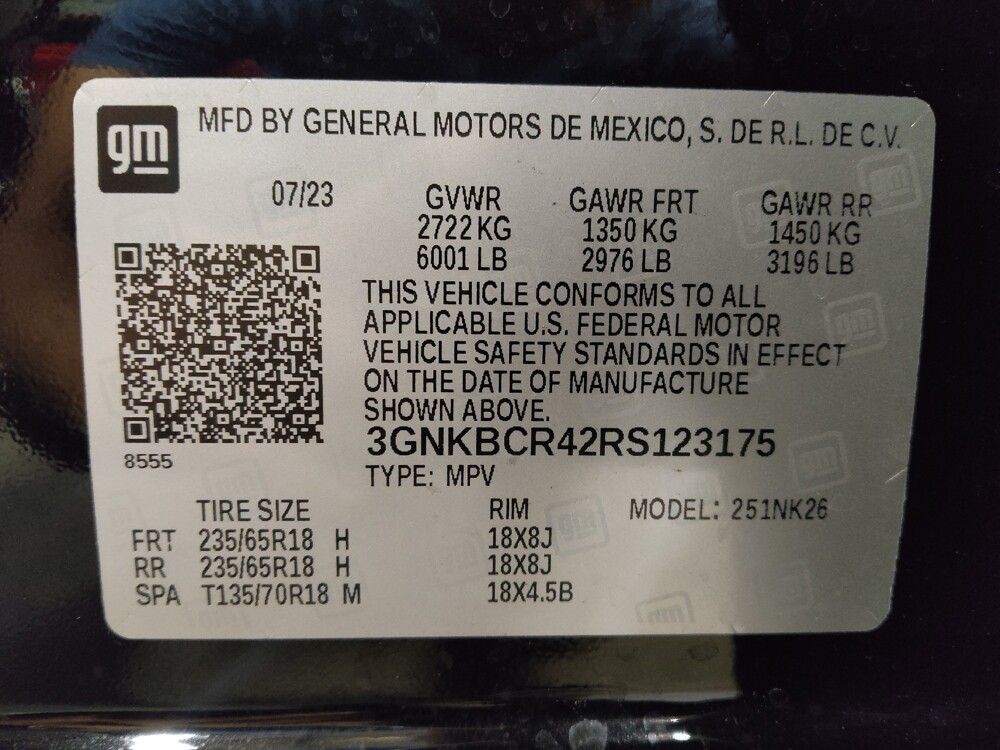 gm MFD BY GENERAL MOTORS DE MEXICO, S. DE R.L. DE C.V.
07/23 GVWR GAWR FRT GAWR RR
2722 KG 1350 KG 1450 KG
6001 LB 2976 LB 3196 LB
THIS VEHICLE CONFORMS TO ALL
APPLICABLE U.S. FEDERAL MOTOR
VEHICLE SAFETY STANDARDS IN EFFECT
ON THE DATE OF MANUFACTURE
SHOWN ABOVE.
3GNKBCR42RS123175
8555
TYPE: MPV
TIRE SIZE RIM MODEL: 251NK26
FRT 235/65R18 H 18X8J
RR 235/65R18 H 18X8J
SPA T135/70R18 M 18X4.5B